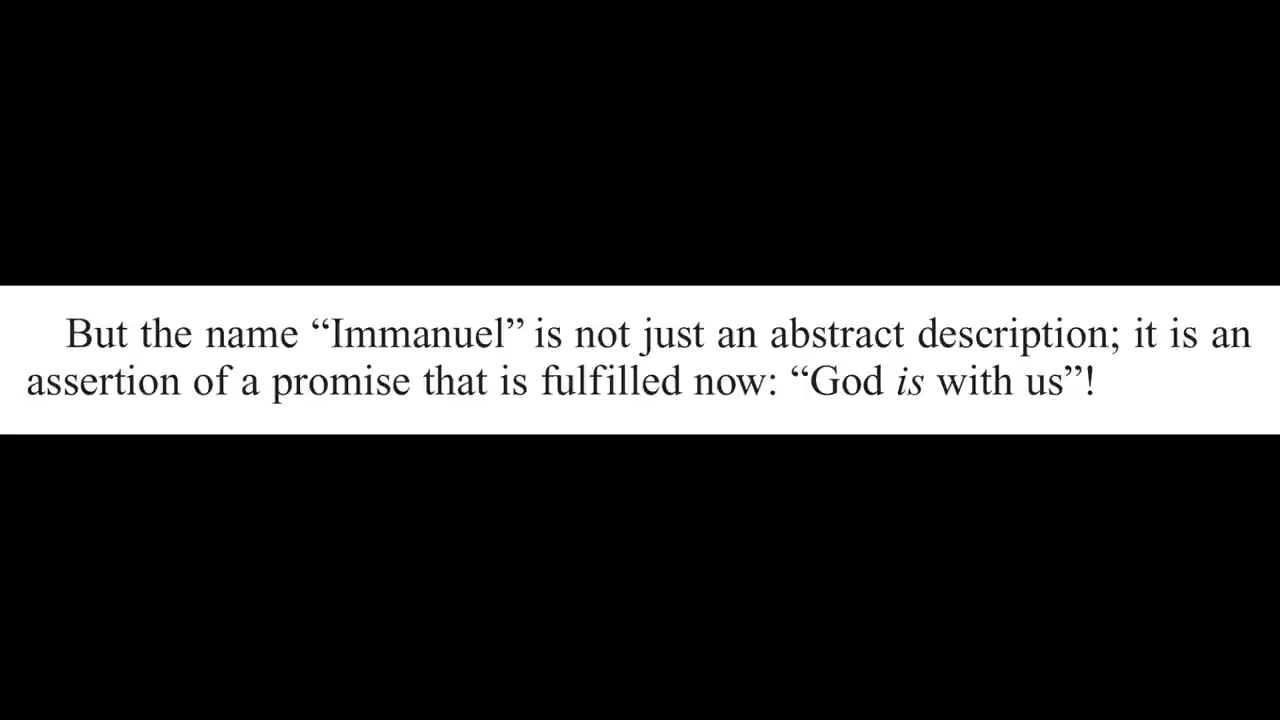 But the name “Immanuel” is not just an abstract description; it is an
assertion of a promise that is fulfilled now: “God is with us”!